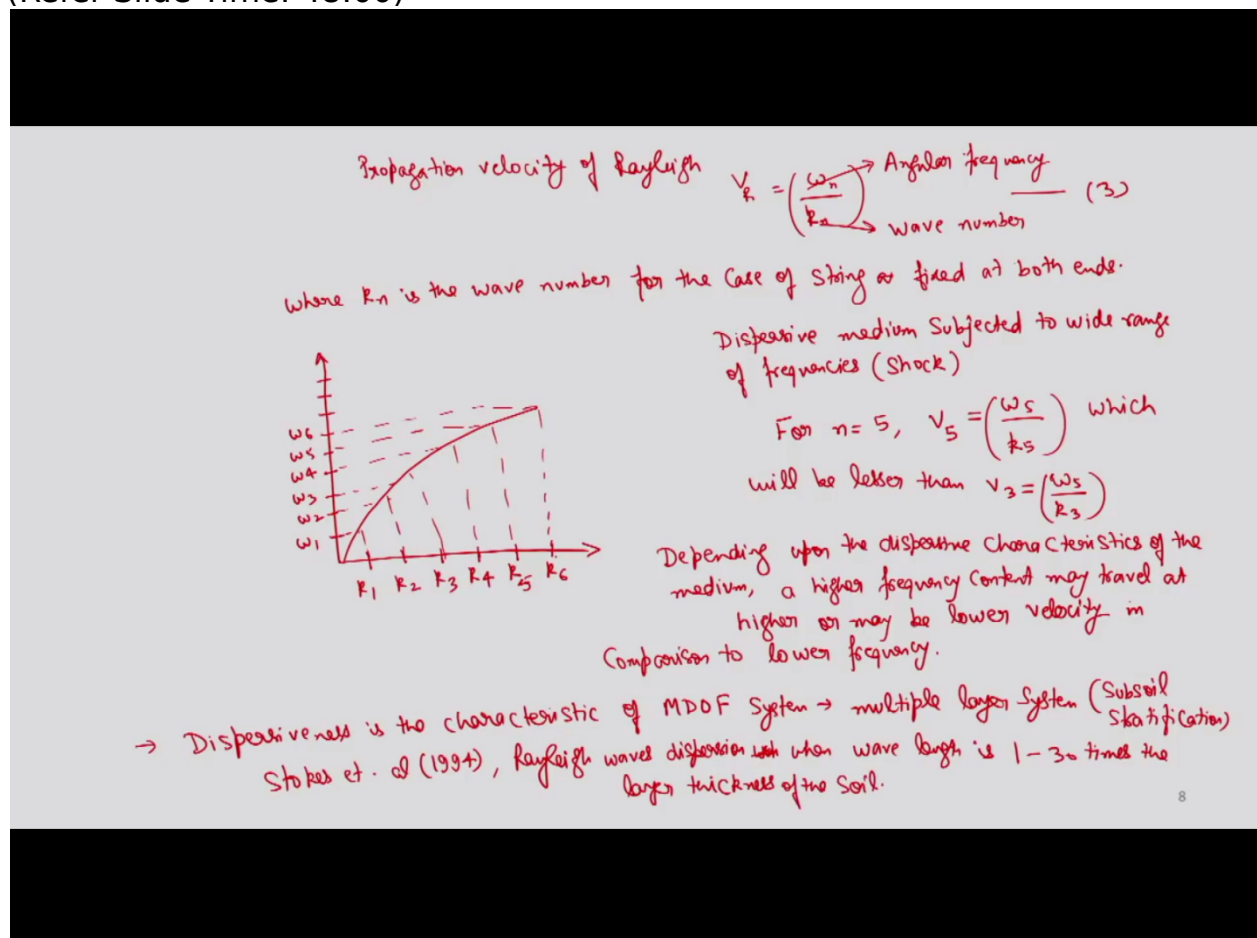 (Refer Slide Time: 48:00)
Propagation velocity of Rayleigh V_R = (ω_n / k_n) → Angular frequency —— (3)
→ wave number
where k_n is the wave number for the case of string as fixed at both ends.
Dispersive medium Subjected to wide range
of frequencies (Shock)
For n = 5, V_5 = (ω_5 / k_5) which
will be lesser than V_3 = (ω_5 / k_3)
ω6
ω5
ω4
ω3
ω2
ω1
k1 k2 k3 k4 k5 k6
Depending upon the dispersive characteristics of the
medium, a higher frequency content may travel at
higher or may be lower velocity in
Comparison to lower frequency.
→ Dispersiveness is the characteristic of MDOF System → multiple layer System (Subsoil
Stratification)
Stokes et. al (1994), Rayleigh waves dispersion when wave length is 1 - 30 times the
layer thickness of the Soil.
8